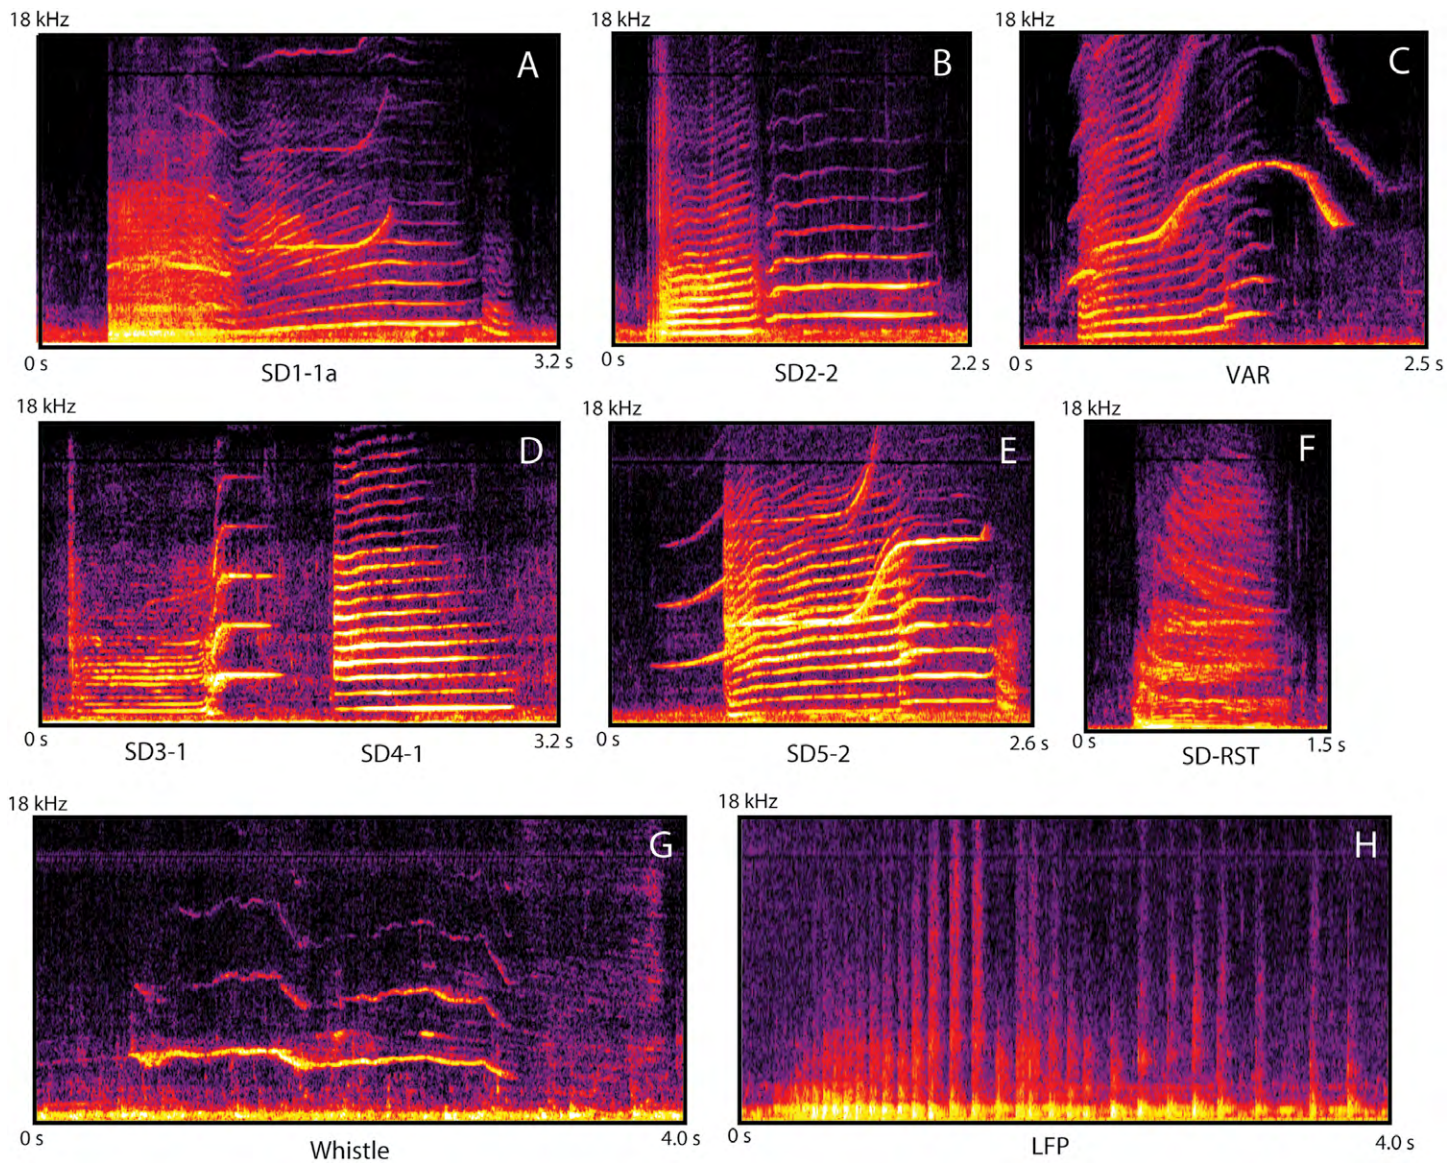 18 kHz
18 kHz
18 kHz
A
B
C
0 s
3.2 s
0 s
2.2 s
0 s
2.5 s
SD1-1a
SD2-2
VAR
18 kHz
18 kHz
18 kHz
D
E
F
0 s
3.2 s
0 s
2.6 s
0 s
1.5 s
SD3-1
SD4-1
SD5-2
SD-RST
18 kHz
18 kHz
G
H
0 s
4.0 s
0 s
4.0 s
Whistle
LFP